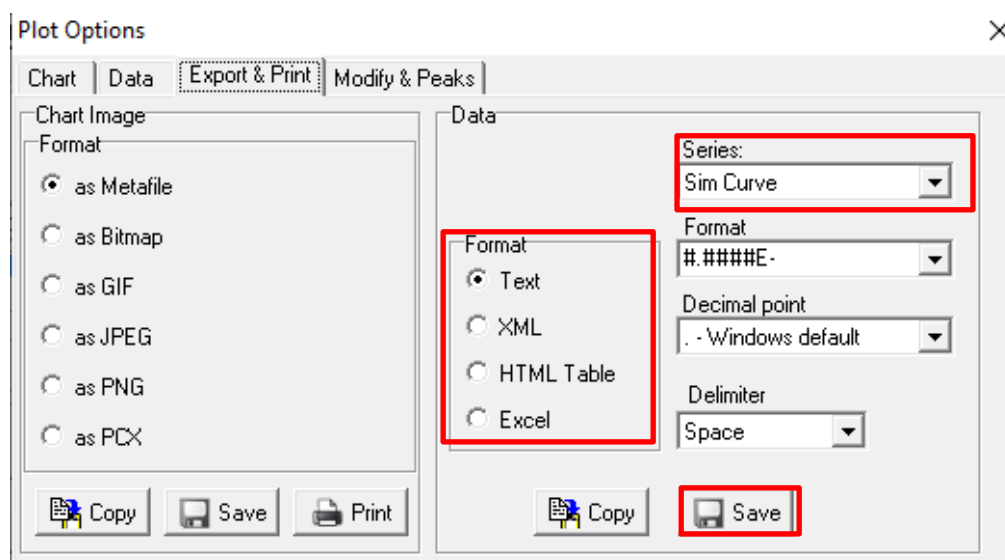 Plot Options
Chart
Data
Export & Print
Modify & Peaks
Chart Image
Format
as Metafile
as Bitmap
as GIF
as JPEG
as PNG
as PCX
Copy
Save
Print
Data
Series:
Sim Curve
Format
Text
XML
HTML Table
Excel
Format
#.####E-
Decimal point
. - Windows default
Delimiter
Space
Copy
Save